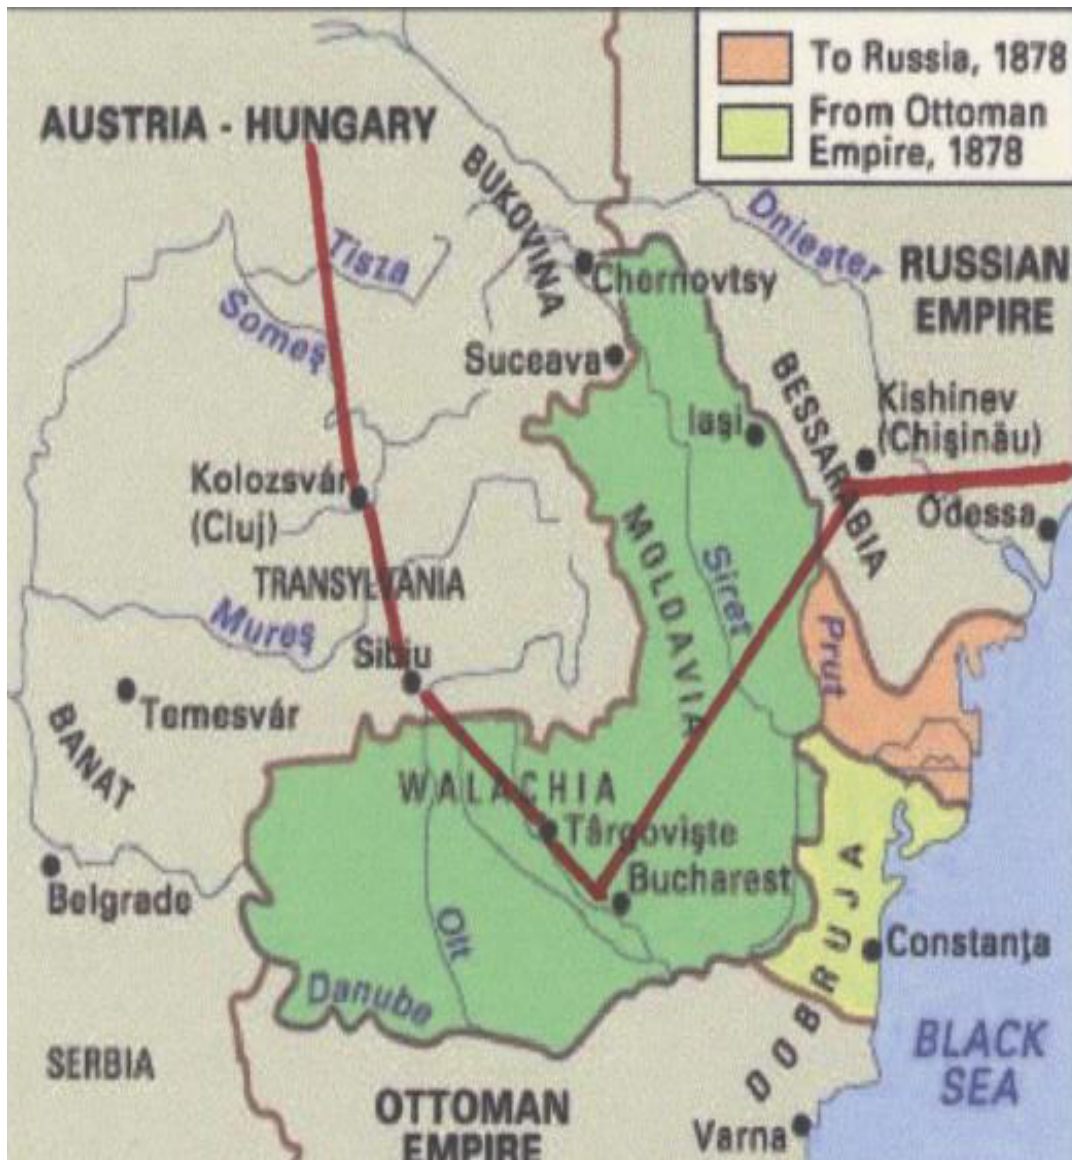 To Russia, 1878
From Ottoman
Empire, 1878
AUSTRIA - HUNGARY
BUKOVINA
Dniester
Tisza
RUSSIAN
EMPIRE
Chernovtsy
Someş
Suceava
BESSARABIA
Kishinev
(Chişinău)
Iaşi
Kolozsvár
(Cluj)
Odessa
MOLDAVIA
Siret
TRANSYLVANIA
Mureş
Prut
Sibiu
Temesvár
BANAT
WALACHIA
Târgovişte
Bucharest
Belgrade
Olt
DOBRUJA
Constanţa
Danube
BLACK
SEA
SERBIA
OTTOMAN
EMPIRE
Varna